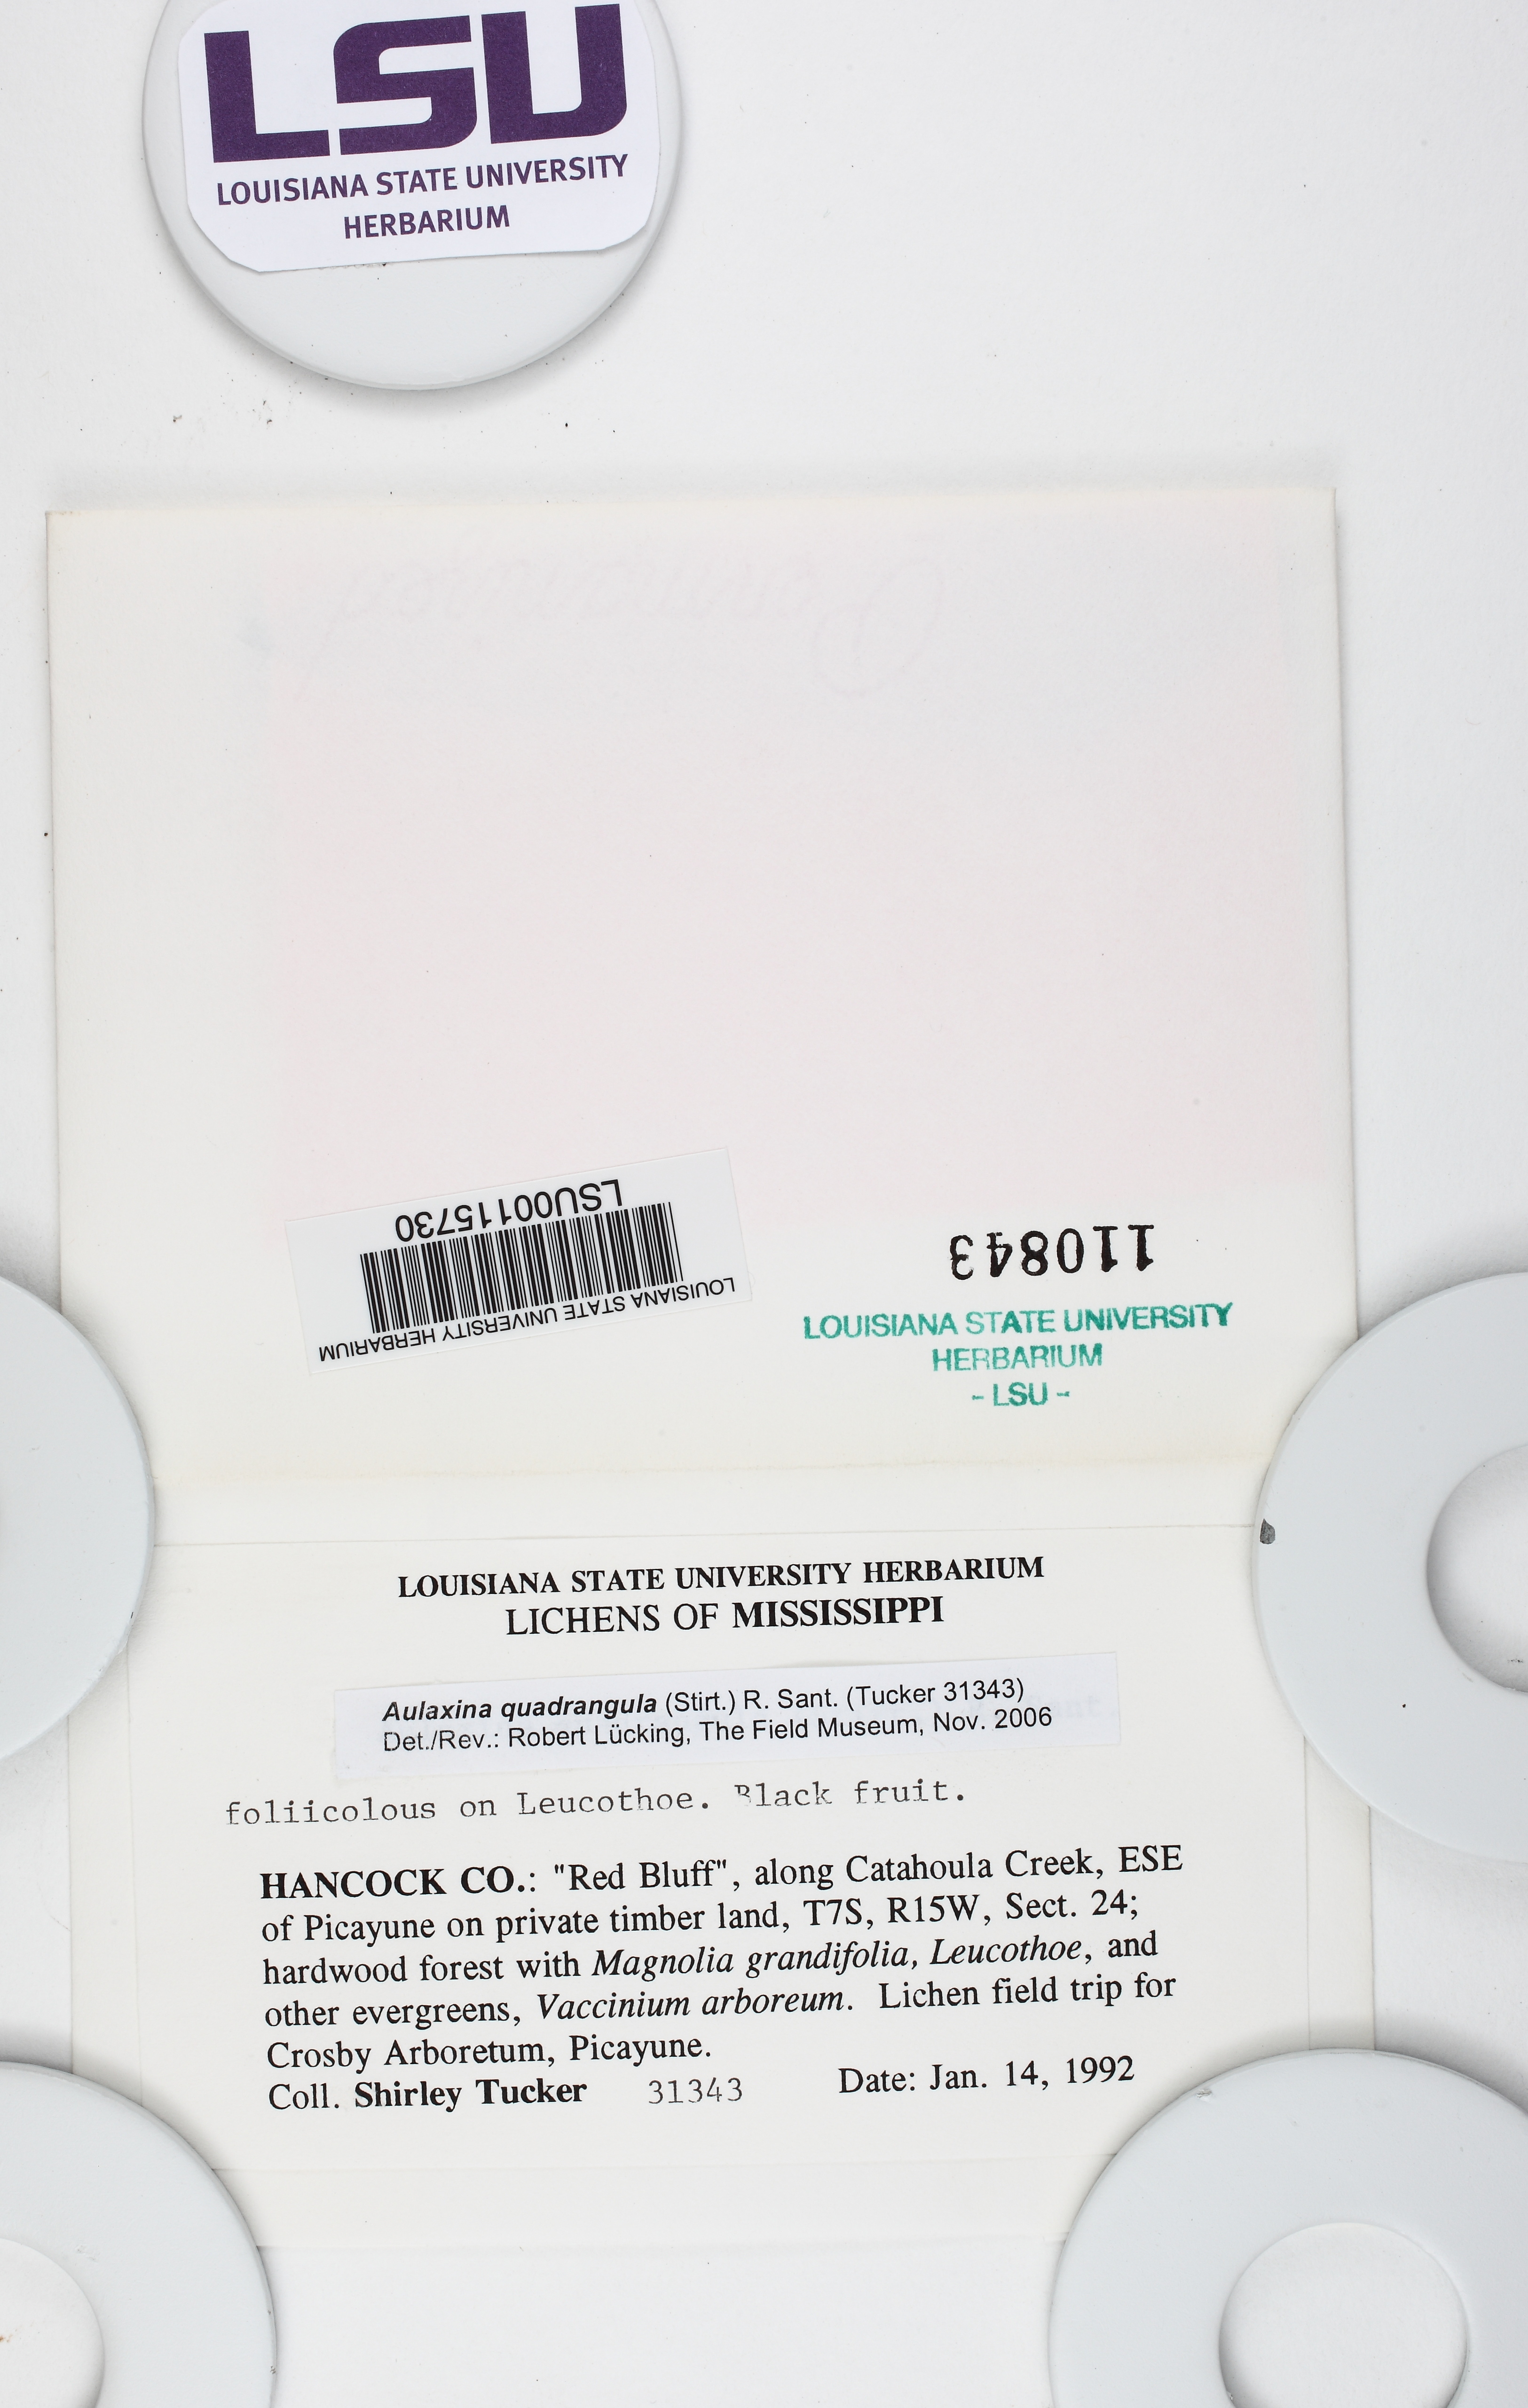 LSU
LOUISIANA STATE UNIVERSITY
HERBARIUM
LSU00115730
LOUISIANA STATE UNIVERSITY HERBARIUM
110843
LOUISIANA STATE UNIVERSITY
HERBARIUM
- LSU -
LOUISIANA STATE UNIVERSITY HERBARIUM
LICHENS OF MISSISSIPPI
Aulaxina quadrangula (Stirt.) R. Sant. (Tucker 31343)
Det./Rev.: Robert Lücking, The Field Museum, Nov. 2006
foliicolous on Leucothoe. Black fruit.
HANCOCK CO.: "Red Bluff", along Catahoula Creek, ESE
of Picayune on private timber land, T7S, R15W, Sect. 24;
hardwood forest with Magnolia grandifolia, Leucothoe, and
other evergreens, Vaccinium arboreum. Lichen field trip for
Crosby Arboretum, Picayune.
Coll. Shirley Tucker 31343 Date: Jan. 14, 1992